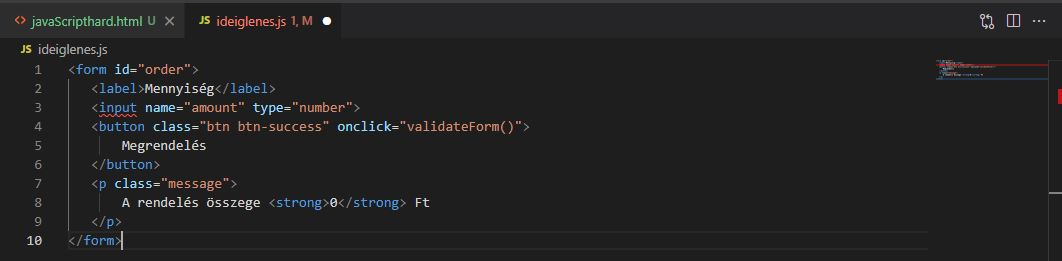 <> javaScripthard.html U ×
JS ideiglenes.js 1, M ●
JS ideiglenes.js
1 <form id="order">
2 <label>Mennyiség</label>
3 <input name="amount" type="number">
4 <button class="btn btn-success" onclick="validateForm()">
5 Megrendelés
6 </button>
7 <p class="message">
8 A rendelés összege <strong>0</strong> Ft
9 </p>
10 </form>